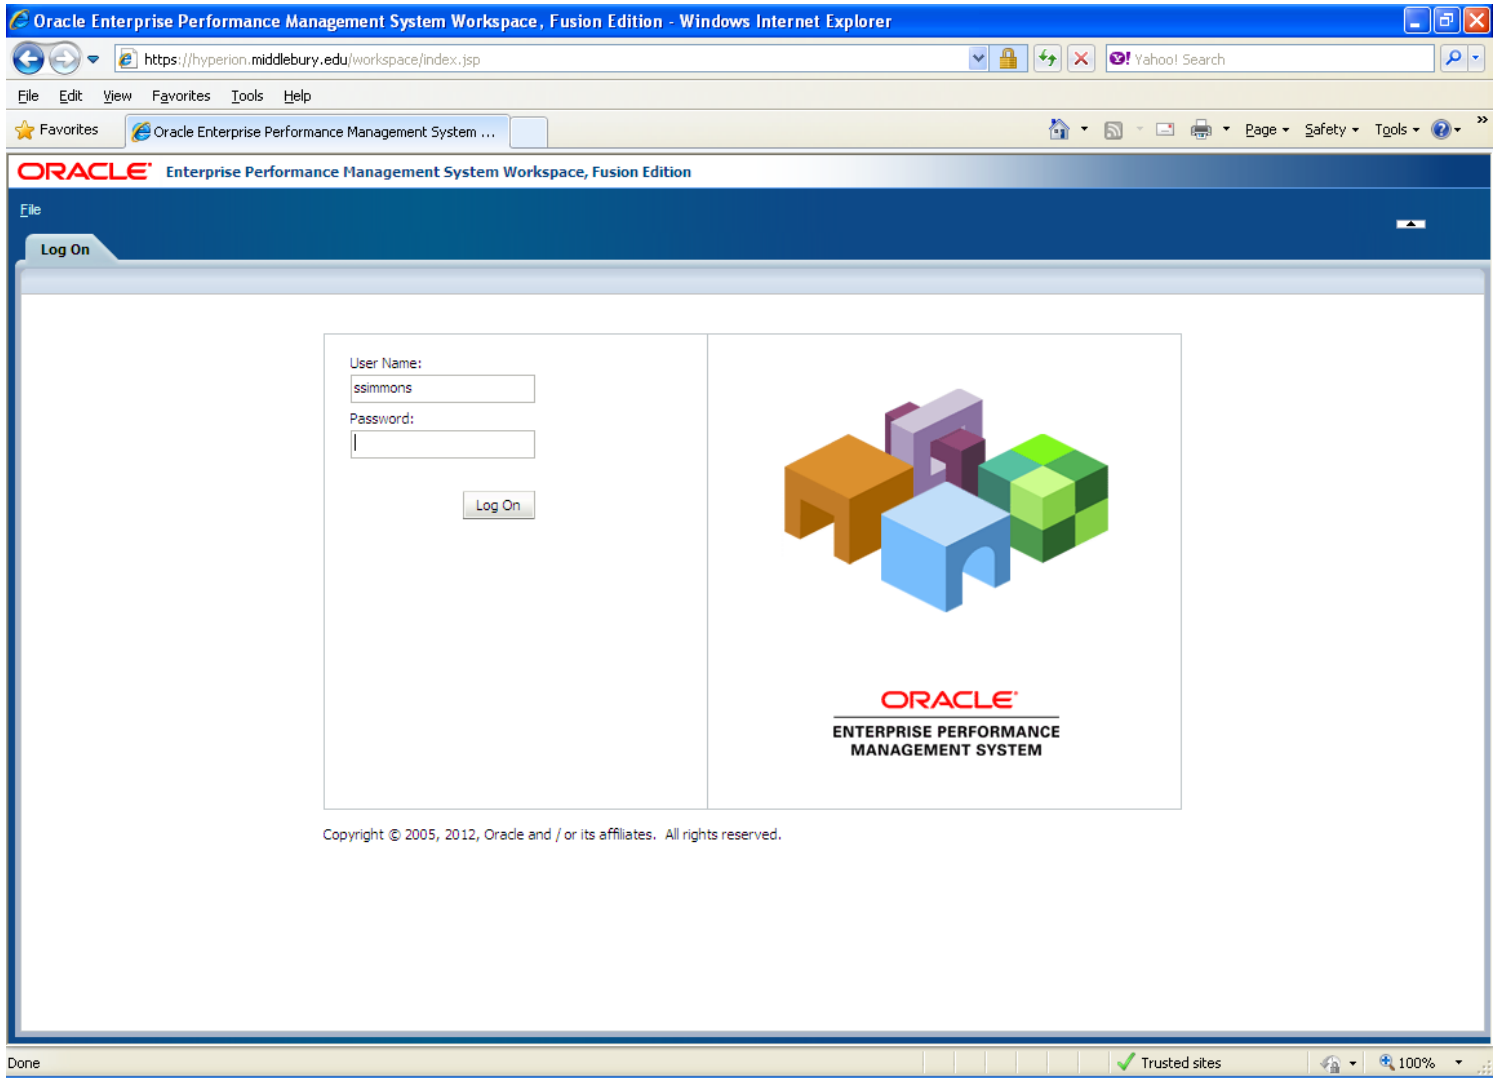 Oracle Enterprise Performance Management System Workspace, Fusion Edition - Windows Internet Explorer
https://hyperion.middlebury.edu/workspace/index.jsp
Yahoo! Search
File Edit View Favorites Tools Help
Favorites Oracle Enterprise Performance Management System ... Page Safety Tools »
ORACLE Enterprise Performance Management System Workspace, Fusion Edition
File
Log On
User Name:
ssimmons
Password:
Log On
ORACLE
ENTERPRISE PERFORMANCE
MANAGEMENT SYSTEM
Copyright © 2005, 2012, Oracle and / or its affiliates. All rights reserved.
Done Trusted sites 100%